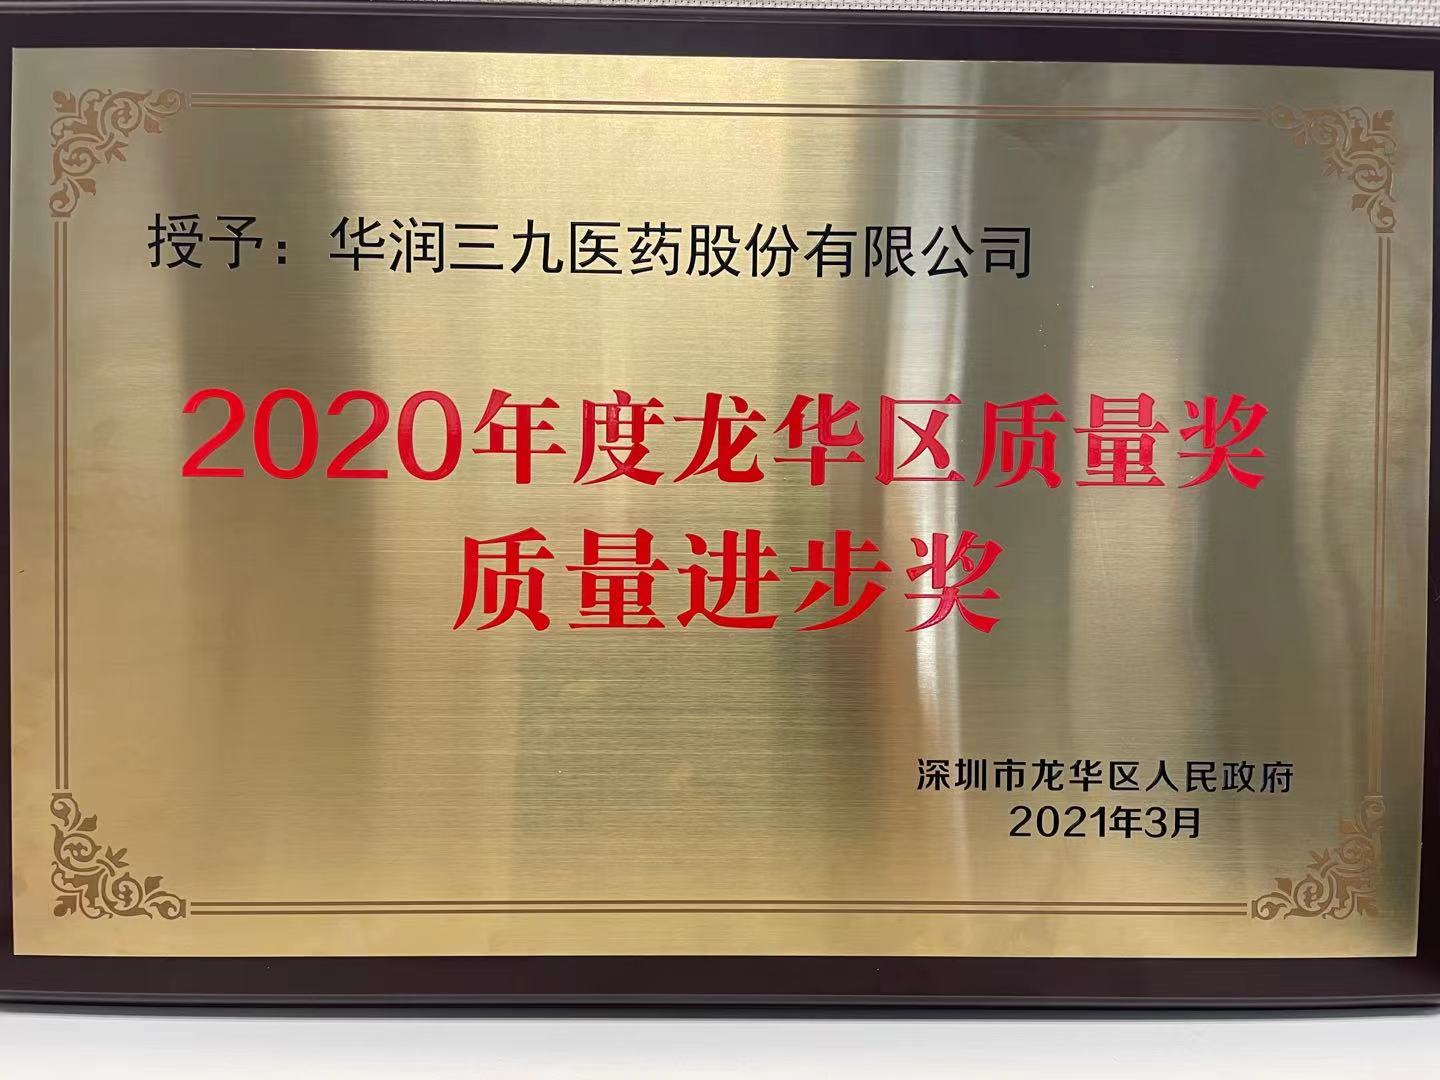 授予：华润三九医药股份有限公司
2020年度龙华区质量奖
质量进步奖
深圳市龙华区人民政府
2021年3月